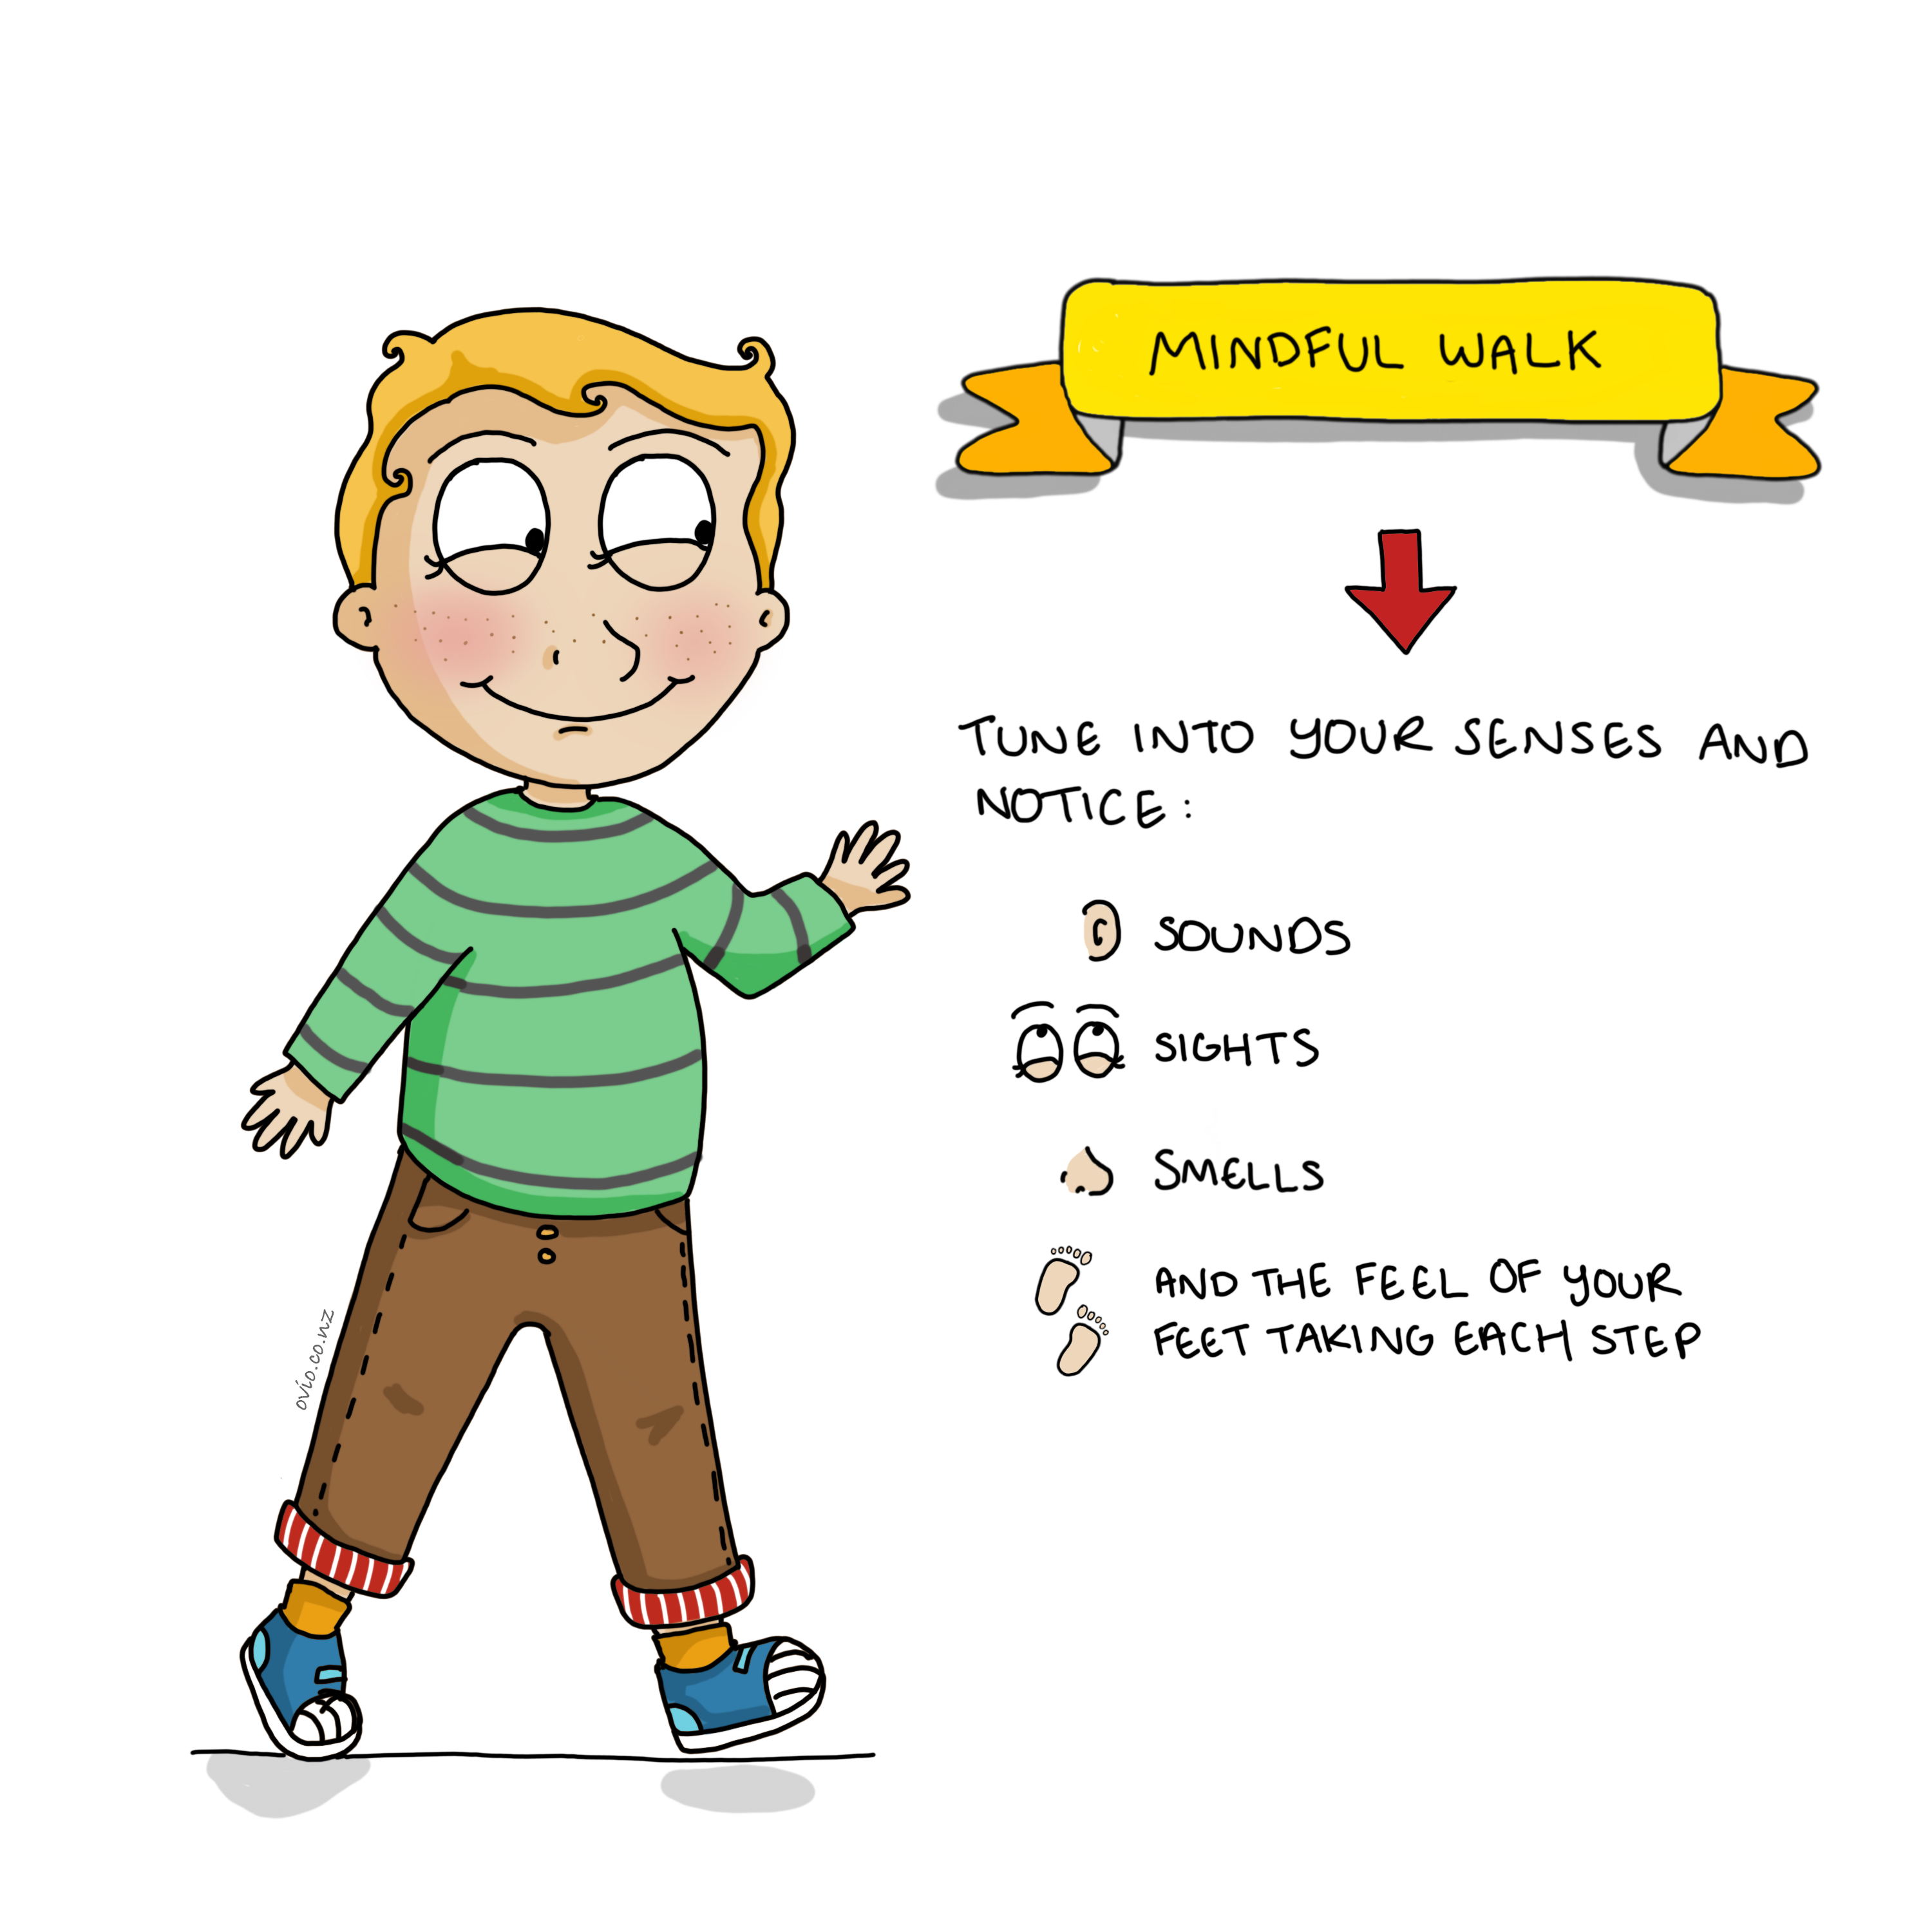 MINDFUL WALK
TUNE INTO YOUR SENSES AND
NOTICE:
SOUNDS
SIGHTS
SMELLS
AND THE FEEL OF YOUR
FEET TAKING EACH STEP
ovio.co.nz